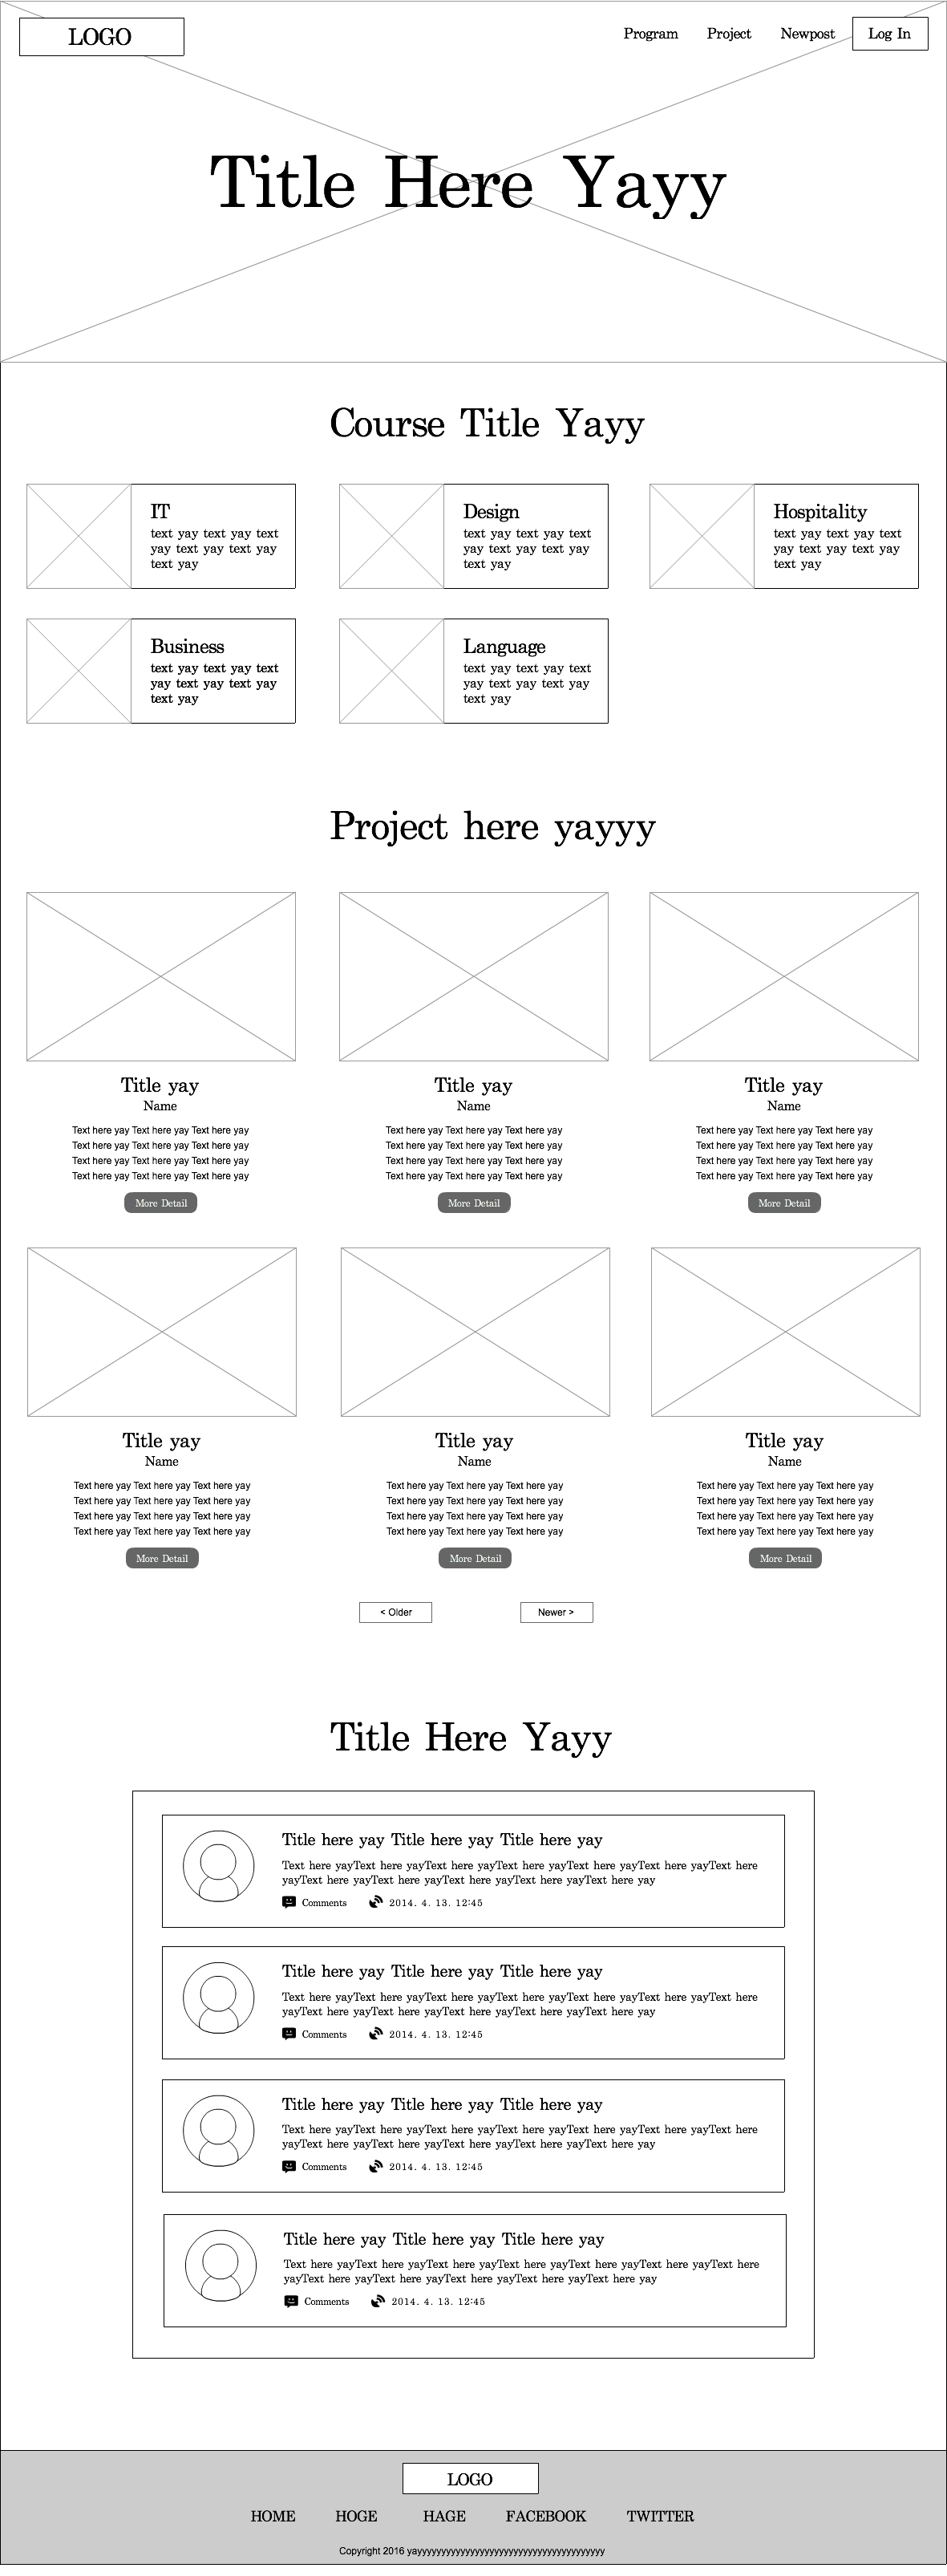 LOGO
Program Project Newpost Log In
Title Here Yayy
Course Title Yayy
IT
text yay text yay text
yay text yay text yay
text yay
Design
text yay text yay text
yay text yay text yay
text yay
Hospitality
text yay text yay text
yay text yay text yay
text yay
Business
text yay text yay text
yay text yay text yay
text yay
Language
text yay text yay text
yay text yay text yay
text yay
Project here yayyy
Title yay
Name
Text here yay Text here yay Text here yay
Text here yay Text here yay Text here yay
Text here yay Text here yay Text here yay
Text here yay Text here yay Text here yay
More Detail
Title yay
Name
Text here yay Text here yay Text here yay
Text here yay Text here yay Text here yay
Text here yay Text here yay Text here yay
Text here yay Text here yay Text here yay
More Detail
Title yay
Name
Text here yay Text here yay Text here yay
Text here yay Text here yay Text here yay
Text here yay Text here yay Text here yay
Text here yay Text here yay Text here yay
More Detail
Title yay
Name
Text here yay Text here yay Text here yay
Text here yay Text here yay Text here yay
Text here yay Text here yay Text here yay
Text here yay Text here yay Text here yay
More Detail
Title yay
Name
Text here yay Text here yay Text here yay
Text here yay Text here yay Text here yay
Text here yay Text here yay Text here yay
Text here yay Text here yay Text here yay
More Detail
Title yay
Name
Text here yay Text here yay Text here yay
Text here yay Text here yay Text here yay
Text here yay Text here yay Text here yay
Text here yay Text here yay Text here yay
More Detail
< Older Newer >
Title Here Yayy
Title here yay Title here yay Title here yay
Text here yayText here yayText here yayText here yayText here yayText here yayText here
yayText here yayText here yayText here yayText here yayText here yay
Comments 2014. 4. 13. 12:45
Title here yay Title here yay Title here yay
Text here yayText here yayText here yayText here yayText here yayText here yayText here
yayText here yayText here yayText here yayText here yayText here yay
Comments 2014. 4. 13. 12:45
Title here yay Title here yay Title here yay
Text here yayText here yayText here yayText here yayText here yayText here yayText here
yayText here yayText here yayText here yayText here yayText here yay
Comments 2014. 4. 13. 12:45
Title here yay Title here yay Title here yay
Text here yayText here yayText here yayText here yayText here yayText here yayText here
yayText here yayText here yayText here yayText here yayText here yay
Comments 2014. 4. 13. 12:45
LOGO
HOME HOGE HAGE FACEBOOK TWITTER
Copyright 2016 yayyyyyyyyyyyyyyyyyyyyyyyyyyyyyyyyyyyyyy